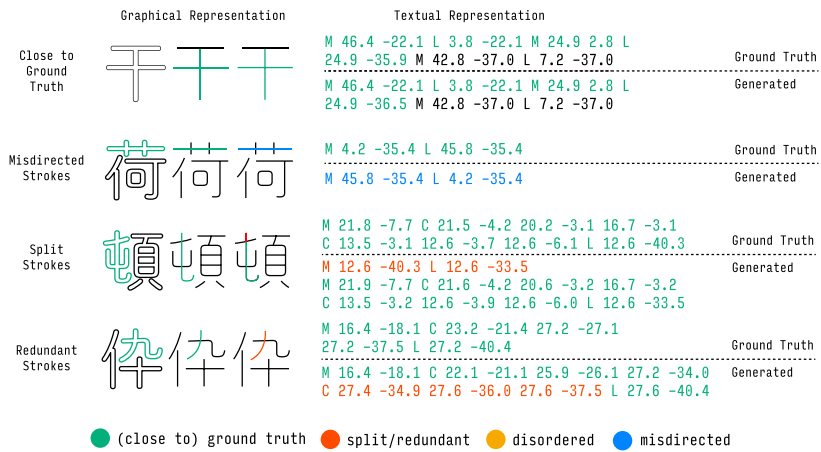 Graphical Representation
Textual Representation
Close to
Ground
Truth
干
M 46.4 -22.1 L 3.8 -22.1 M 24.9 2.8 L
24.9 -35.9 M 42.8 -37.0 L 7.2 -37.0
Ground Truth
M 46.4 -22.1 L 3.8 -22.1 M 24.9 2.8 L
24.9 -36.5 M 42.8 -37.0 L 7.2 -37.0
Generated
Misdirected
Strokes
荷 荷 荷
M 4.2 -35.4 L 45.8 -35.4
Ground Truth
M 45.8 -35.4 L 4.2 -35.4
Generated
Split
Strokes
頓 頓 頓
M 21.8 -7.7 C 21.5 -4.2 20.2 -3.1 16.7 -3.1
C 13.5 -3.1 12.6 -3.7 12.6 -6.1 L 12.6 -40.3
Ground Truth
M 12.6 -40.3 L 12.6 -33.5
Generated
M 21.9 -7.7 C 21.6 -4.2 20.6 -3.2 16.7 -3.2
C 13.5 -3.2 12.6 -3.9 12.6 -6.0 L 12.6 -33.5
Redundant
Strokes
伜 伜 伜
M 16.4 -18.1 C 23.2 -21.4 27.2 -27.1
27.2 -37.5 L 27.2 -40.4
Ground Truth
M 16.4 -18.1 C 22.1 -21.1 25.9 -26.1 27.2 -34.0
C 27.4 -34.9 27.6 -36.0 27.6 -37.5 L 27.6 -40.4
Generated
(close to) ground truth
split/redundant
disordered
misdirected